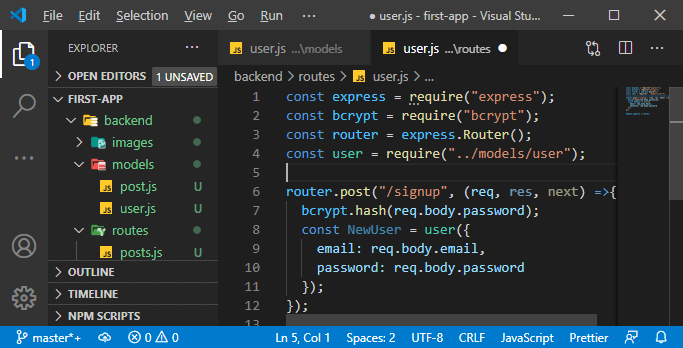 File Edit Selection View Go Run ··· ● user.js - first-app - Visual Stu...
EXPLORER ···
OPEN EDITORS 1 UNSAVED
FIRST-APP
backend
images
models
post.js U
user.js U
routes
posts.js U
OUTLINE
TIMELINE
NPM SCRIPTS
1
JS user.js ...\models JS user.js ...\routes ● ···
backend > routes > JS user.js > ...
1 const express = require("express");
2 const bcrypt = require("bcrypt");
3 const router = express.Router();
4 const user = require("../models/user");
5
6 router.post("/signup", (req, res, next) =>{
7 bcrypt.hash(req.body.password);
8 const NewUser = user({
9 email: req.body.email,
10 password: req.body.password
11 });
12 });
13
master*+ 0 0 Ln 5, Col 1 Spaces: 2 UTF-8 CRLF JavaScript Prettier